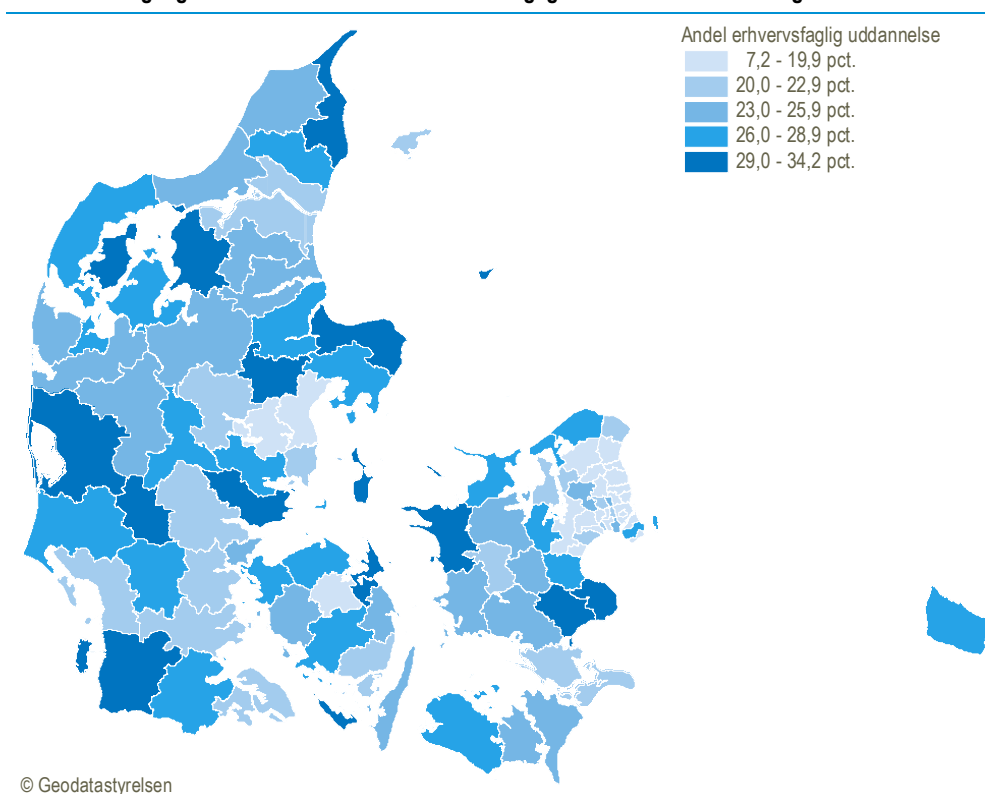 Andel erhvervsfaglig uddannelse
7,2 - 19,9 pct.
20,0 - 22,9 pct.
23,0 - 25,9 pct.
26,0 - 28,9 pct.
29,0 - 34,2 pct.
© Geodatastyrelsen